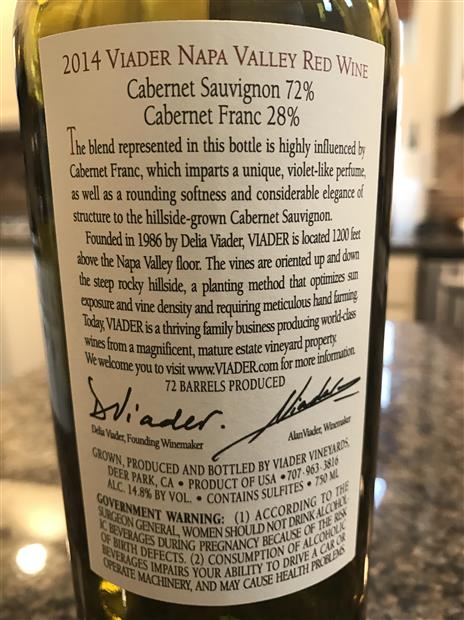 2014 VIADER NAPA VALLEY RED WINE
Cabernet Sauvignon 72%
Cabernet Franc 28%
The blend represented in this bottle is highly influenced by
Cabernet Franc, which imparts a unique, violet-like perfume,
as well as a rounding softness and considerable elegance of
structure to the hillside-grown Cabernet Sauvignon.
Founded in 1986 by Delia Viader, VIADER is located 1200 feet
above the Napa Valley floor. The vines are oriented up and down
the steep rocky hillside, a planting method that optimizes sun
exposure and vine density and requiring meticulous hand farming.
Today, VIADER is a thriving family business producing world-class
wines from a magnificent, mature estate vineyard property.
We welcome you to visit www.VIADER.com for more information.
72 BARRELS PRODUCED
DViader. AViader
Delia Viader, Founding Winemaker Alan Viader, Winemaker
GROWN, PRODUCED AND BOTTLED BY VIADER VINEYARDS,
DEER PARK, CA • PRODUCT OF USA • 707·963·3816
ALC. 14.8% BY VOL. • CONTAINS SULFITES • 750 ML
GOVERNMENT WARNING: (1) ACCORDING TO THE
SURGEON GENERAL, WOMEN SHOULD NOT DRINK ALCOHOL-
IC BEVERAGES DURING PREGNANCY BECAUSE OF THE RISK
OF BIRTH DEFECTS. (2) CONSUMPTION OF ALCOHOLIC
BEVERAGES IMPAIRS YOUR ABILITY TO DRIVE A CAR OR
OPERATE MACHINERY, AND MAY CAUSE HEALTH PROBLEMS.